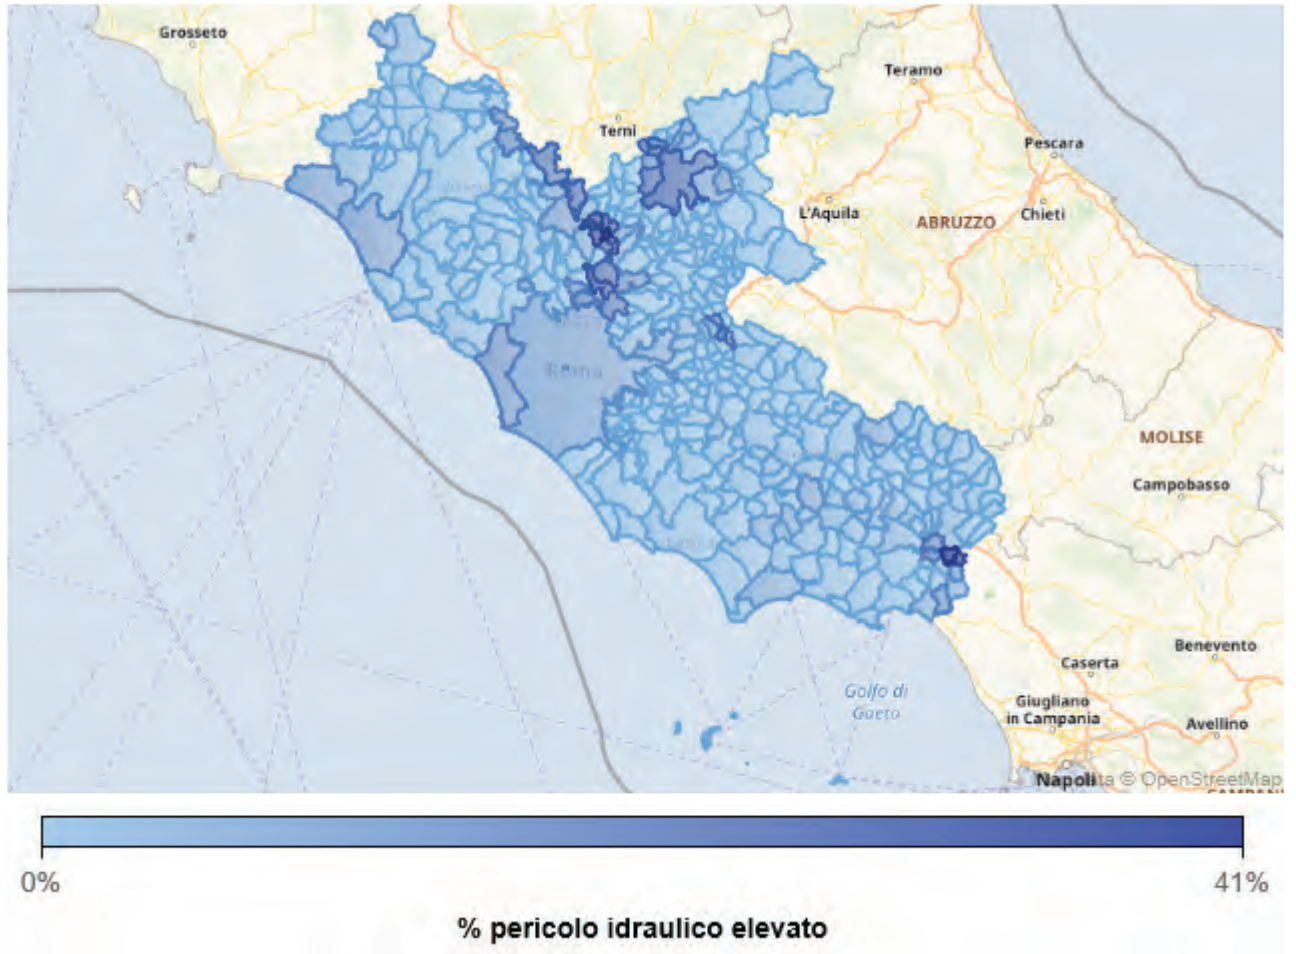 Grosseto
Teramo
Terni
Pescara
L'Aquila
ABRUZZO
Chieti
Roma
MOLISE
Campobasso
Benevento
Caserta
Golfo di
Gaeta
Giugliano
in Campania
Avellino
Napoli
© OpenStreetMap
0%
41%
% pericolo idraulico elevato